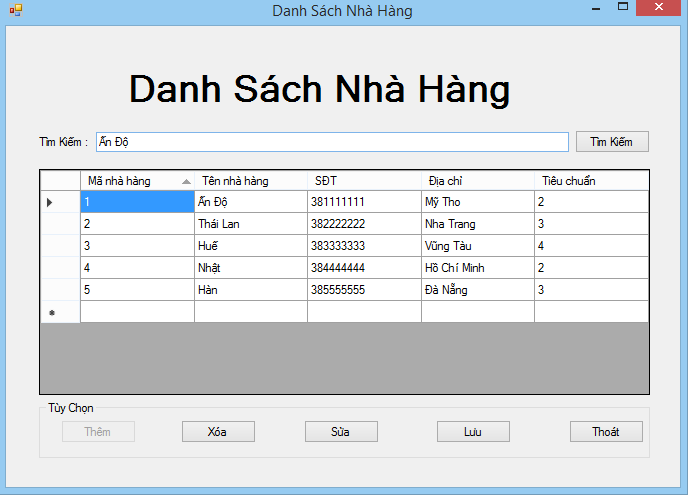 Danh Sách Nhà Hàng
Danh Sách Nhà Hàng
Tìm Kiếm : Ấn Độ Tìm Kiếm
Mã nhà hàng Tên nhà hàng SĐT Địa chỉ Tiêu chuẩn
1 Ấn Độ 381111111 Mỹ Tho 2
2 Thái Lan 382222222 Nha Trang 3
3 Huế 383333333 Vũng Tàu 4
4 Nhật 384444444 Hồ Chí Minh 2
5 Hàn 385555555 Đà Nẵng 3
Tùy Chọn
Thêm Xóa Sửa Lưu Thoát